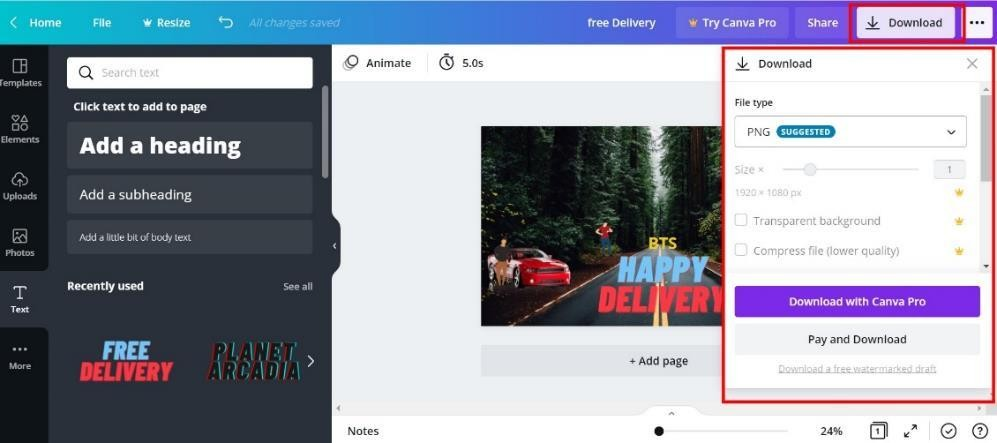 Home
File
Resize
All changes saved
free Delivery
Try Canva Pro
Share
Download
Templates
Elements
Uploads
Photos
Text
More
Search text
Click text to add to page
Add a heading
Add a subheading
Add a little bit of body text
Recently used
See all
FREE
DELIVERY
PLANET
ARCADIA
Animate
5.0s
BTS
HAPPY
DELIVERY
+ Add page
Download
File type
PNG SUGGESTED
Size ×
1
1920 × 1080 px
Transparent background
Compress file (lower quality)
Download with Canva Pro
Pay and Download
Download a free watermarked draft
Notes
24%
1